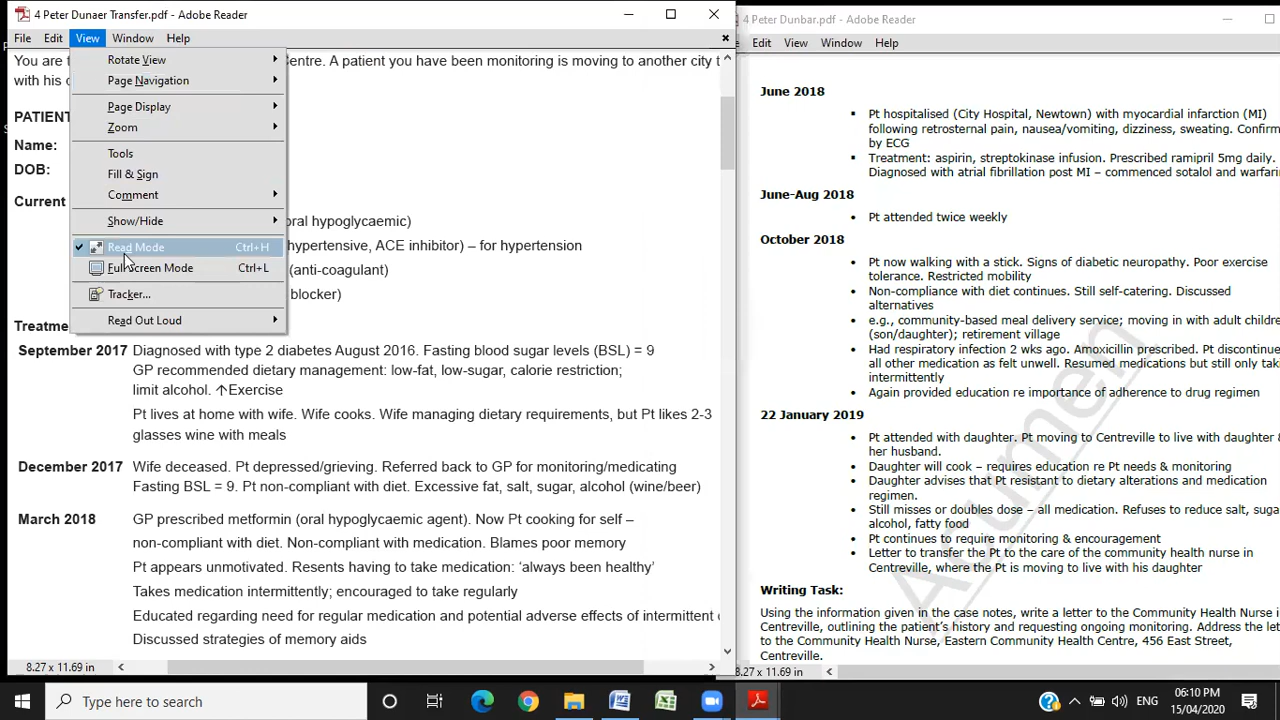 4 Peter Dunaer Transfer.pdf - Adobe Reader
File Edit View Window Help
You are
Centre. A patient you have been monitoring is moving to another city t
with his
PATIENT
Name:
DOB:
Current
oral hypoglycaemic)
hypertensive, ACE inhibitor) – for hypertension
(anti-coagulant)
blocker)
Treatme
Rotate View
Page Navigation
Page Display
Zoom
Tools
Fill & Sign
Comment
Show/Hide
Read Mode Ctrl+H
Full Screen Mode Ctrl+L
Tracker...
Read Out Loud
September 2017 Diagnosed with type 2 diabetes August 2016. Fasting blood sugar levels (BSL) = 9
GP recommended dietary management: low-fat, low-sugar, calorie restriction;
limit alcohol. ↑Exercise
Pt lives at home with wife. Wife cooks. Wife managing dietary requirements, but Pt likes 2-3
glasses wine with meals
December 2017 Wife deceased. Pt depressed/grieving. Referred back to GP for monitoring/medicating
Fasting BSL = 9. Pt non-compliant with diet. Excessive fat, salt, sugar, alcohol (wine/beer)
March 2018 GP prescribed metformin (oral hypoglycaemic agent). Now Pt cooking for self –
non-compliant with diet. Non-compliant with medication. Blames poor memory
Pt appears unmotivated. Resents having to take medication: ‘always been healthy’
Takes medication intermittently; encouraged to take regularly
Educated regarding need for regular medication and potential adverse effects of intermittent
Discussed strategies of memory aids
8.27 x 11.69 in
4 Peter Dunbar.pdf - Adobe Reader
Edit View Window Help
June 2018
▪ Pt hospitalised (City Hospital, Newtown) with myocardial infarction (MI)
following retrosternal pain, nausea/vomiting, dizziness, sweating. Confirm
by ECG
▪ Treatment: aspirin, streptokinase infusion. Prescribed ramipril 5mg daily.
Diagnosed with atrial fibrillation post MI – commenced sotalol and warfari
June-Aug 2018
▪ Pt attended twice weekly
October 2018
▪ Pt now walking with a stick. Signs of diabetic neuropathy. Poor exercise
tolerance. Restricted mobility
▪ Non-compliance with diet continues. Still self-catering. Discussed
alternatives
▪ e.g., community-based meal delivery service; moving in with adult childre
(son/daughter); retirement village
▪ Had respiratory infection 2 wks ago. Amoxicillin prescribed. Pt discontinue
all other medication as felt unwell. Resumed medications but still only taki
intermittently
▪ Again provided education re importance of adherence to drug regimen
22 January 2019
▪ Pt attended with daughter. Pt moving to Centreville to live with daughter &
her husband.
▪ Daughter will cook – requires education re Pt needs & monitoring
▪ Daughter advises that Pt resistant to dietary alterations and medication
regimen.
▪ Still misses or doubles dose – all medication. Refuses to reduce salt, suga
alcohol, fatty food
▪ Pt continues to require monitoring & encouragement
▪ Letter to transfer the Pt to the care of the community health nurse in
Centreville, where the Pt is moving to live with his daughter
Writing Task:
Using the information given in the case notes, write a letter to the Community Health Nurse i
Centreville, outlining the patient’s history and requesting ongoing monitoring. Address the let
to the Community Health Nurse, Eastern Community Health Centre, 456 East Street,
Centreville.
8.27 x 11.69 in
Type here to search
ENG
06:10 PM
15/04/2020